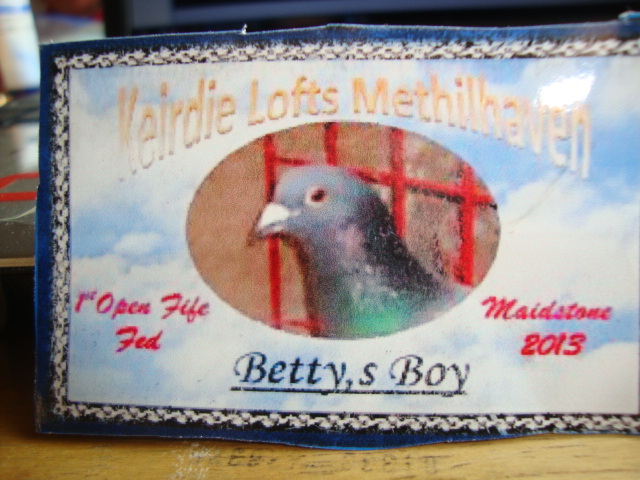 Keirdie Lofts Methilhaven
1st Open Fife
Fed
Maidstone
2013
Betty,s Boy